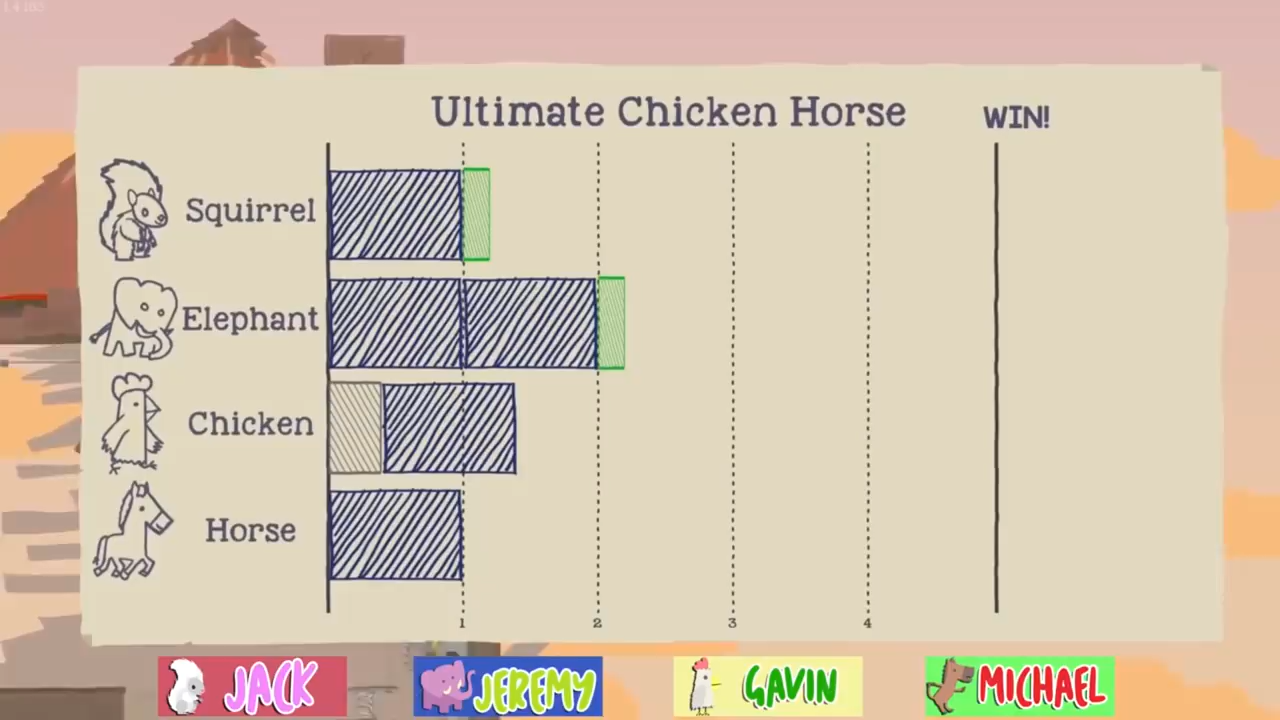 Ultimate Chicken Horse
WIN!
Squirrel
Elephant
Chicken
Horse
1 2 3 4
JACK
JEREMY
GAVIN
MICHAEL